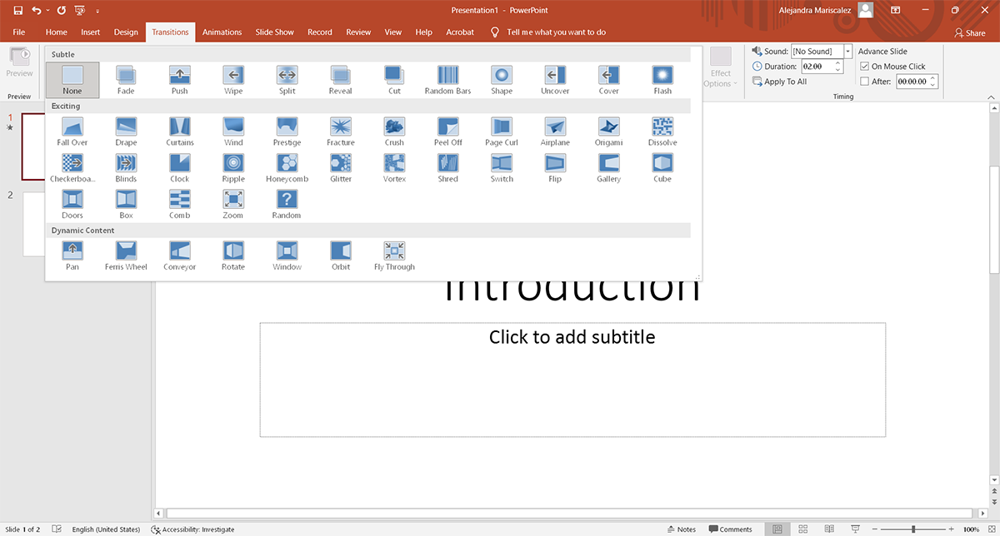 Presentation1 - PowerPoint
Alejandra Mariscalez
File Home Insert Design Transitions Animations Slide Show Record Review View Help Acrobat Tell me what you want to do
Share
Preview
Preview
Subtle
None Fade Push Wipe Split Reveal Cut Random Bars Shape Uncover Cover Flash
Exciting
Fall Over Drape Curtains Wind Prestige Fracture Crush Peel Off Page Curl Airplane Origami Dissolve
Checkerboa... Blinds Clock Ripple Honeycomb Glitter Vortex Shred Switch Flip Gallery Cube
Doors Box Comb Zoom Random
Dynamic Content
Pan Ferris Wheel Conveyor Rotate Window Orbit Fly Through
Effect
Options
Sound: [No Sound]
Duration: 02.00
Apply To All
Advance Slide
On Mouse Click
After: 00:00.00
Timing
1
2
Introduction
Click to add subtitle
Slide 1 of 2 English (United States) Accessibility: Investigate
Notes Comments 100%